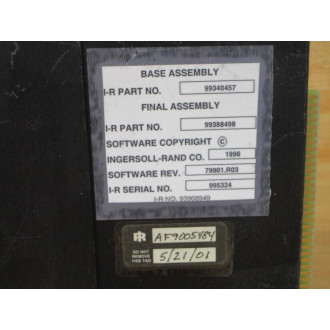 BASE ASSEMBLY
I-R PART NO. 99340457
FINAL ASSEMBLY
I-R PART NO. 99388498
SOFTWARE COPYRIGHT ©
INGERSOLL-RAND CO. 1996
SOFTWARE REV. 79901.R03
I-R SERIAL NO. 995324
I-R NO. 93968949
IR AF9005484
DO NOT
REMOVE
THIS TAG
5/21/01